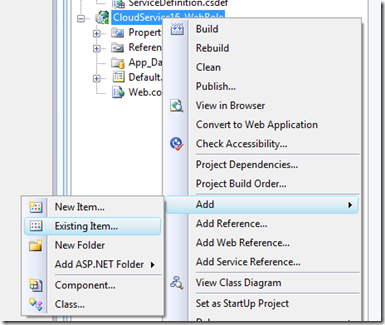 ServiceDefinition.csdef
CloudService16_WebRole
Propert
Referenc
App_Da
Default.
Web.co
Build
Rebuild
Clean
Publish...
View in Browser
Convert to Web Application
Check Accessibility...
Project Dependencies...
Project Build Order...
Add
Add Reference...
Add Web Reference...
Add Service Reference...
View Class Diagram
Set as StartUp Project
New Item...
Existing Item...
New Folder
Add ASP.NET Folder
Component...
Class...